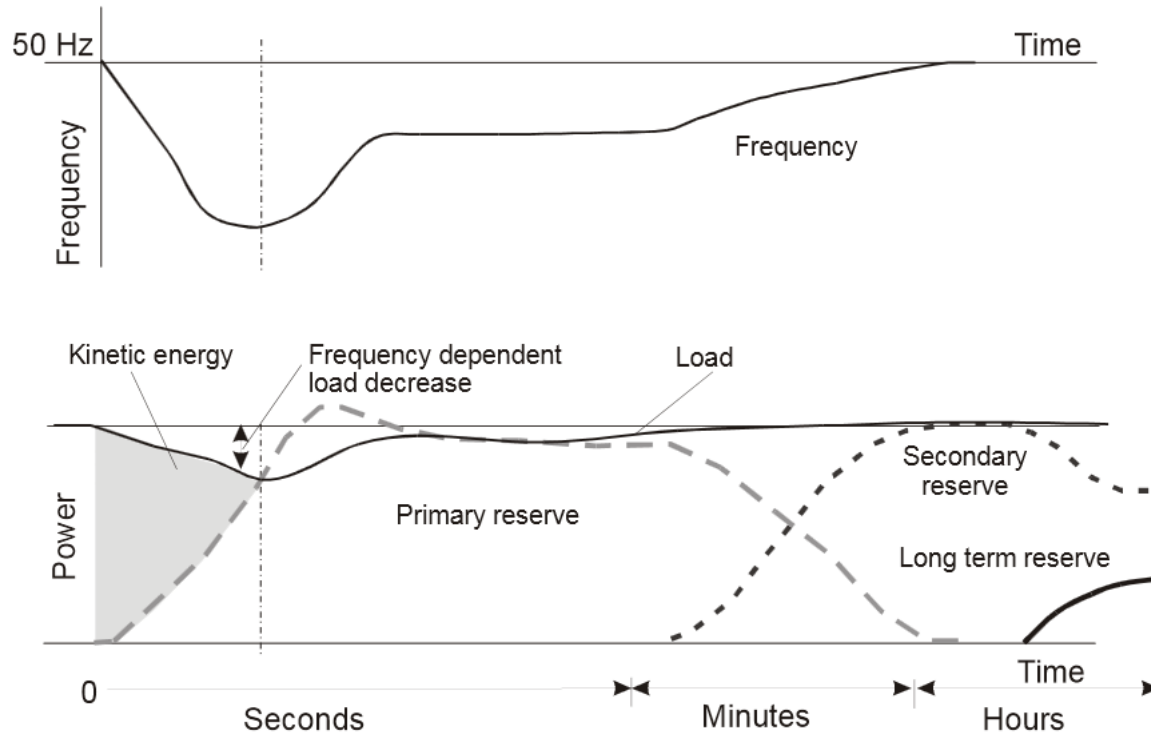 50 Hz
Time
Frequency
Frequency
Kinetic energy
Frequency dependent
load decrease
Load
Power
Primary reserve
Secondary
reserve
Long term reserve
Time
0
Seconds
Minutes
Hours